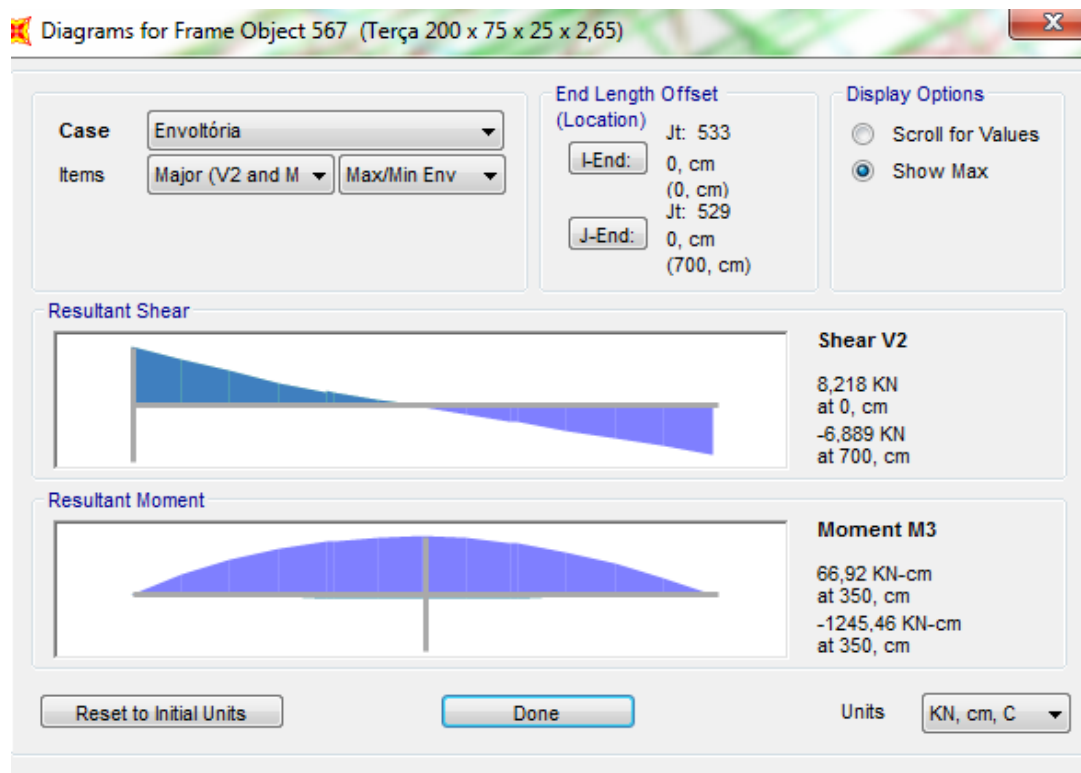 Diagrams for Frame Object 567 (Terça 200 x 75 x 25 x 2,65)
X
Case
Envoltória
Items
Major (V2 and M
Max/Min Env
End Length Offset
(Location)
I-End:
Jt: 533
0, cm
(0, cm)
J-End:
Jt: 529
0, cm
(700, cm)
Display Options
Scroll for Values
Show Max
Resultant Shear
Shear V2
8,218 KN
at 0, cm
-6,889 KN
at 700, cm
Resultant Moment
Moment M3
66,92 KN-cm
at 350, cm
-1245,46 KN-cm
at 350, cm
Reset to Initial Units
Done
Units
KN, cm, C